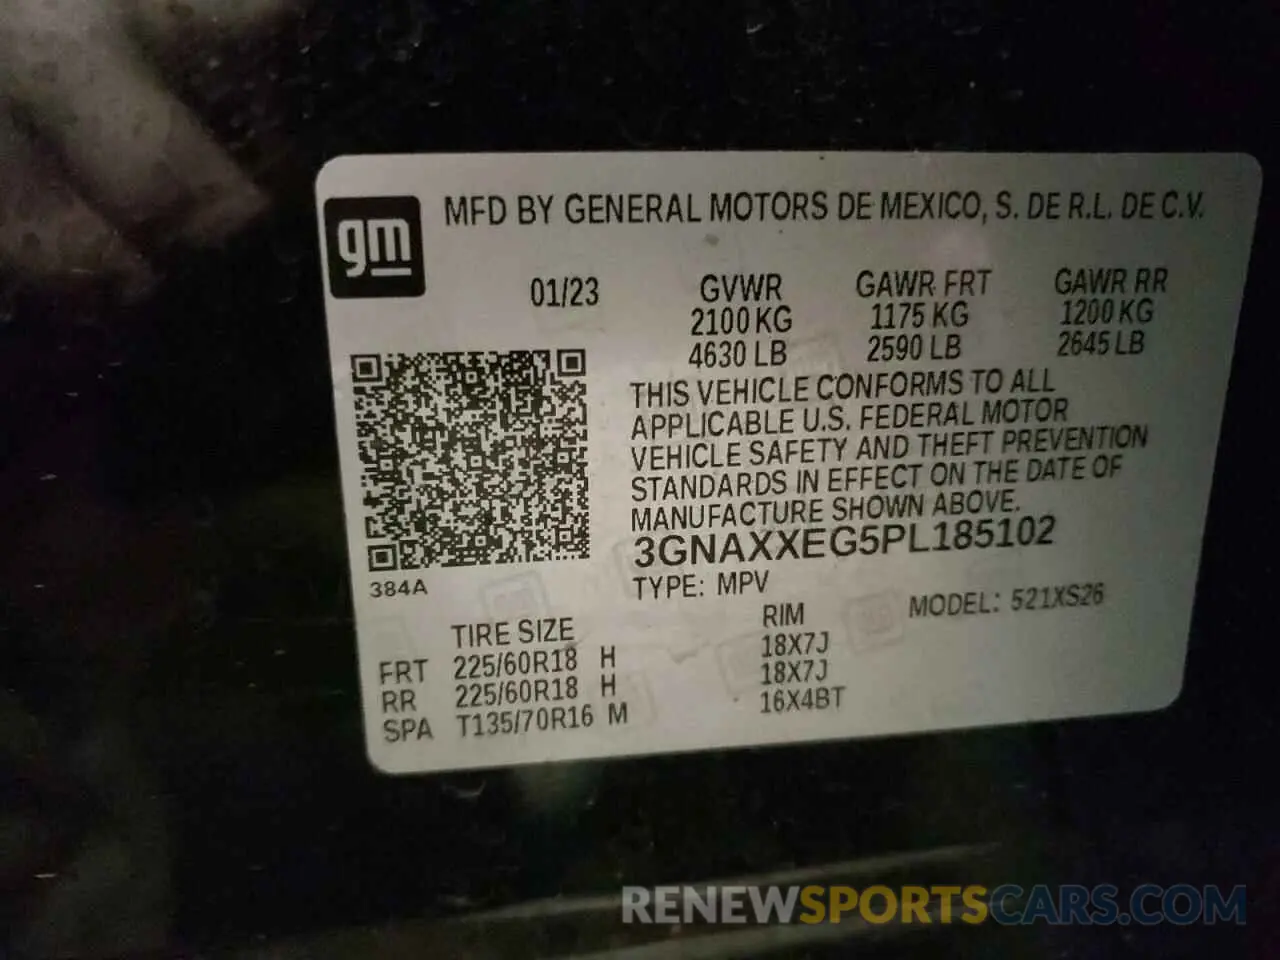 gm
MFD BY GENERAL MOTORS DE MEXICO, S. DE R.L. DE C.V.
01/23
GVWR GAWR FRT GAWR RR
2100 KG 1175 KG 1200 KG
4630 LB 2590 LB 2645 LB
THIS VEHICLE CONFORMS TO ALL
APPLICABLE U.S. FEDERAL MOTOR
VEHICLE SAFETY AND THEFT PREVENTION
STANDARDS IN EFFECT ON THE DATE OF
MANUFACTURE SHOWN ABOVE.
3GNAXXEG5PL185102
384A
TYPE: MPV MODEL: 521XS26
TIRE SIZE RIM
FRT 225/60R18 H 18X7J
RR 225/60R18 H 18X7J
SPA T135/70R16 M 16X4BT
RENEWSPORTSCARS.COM